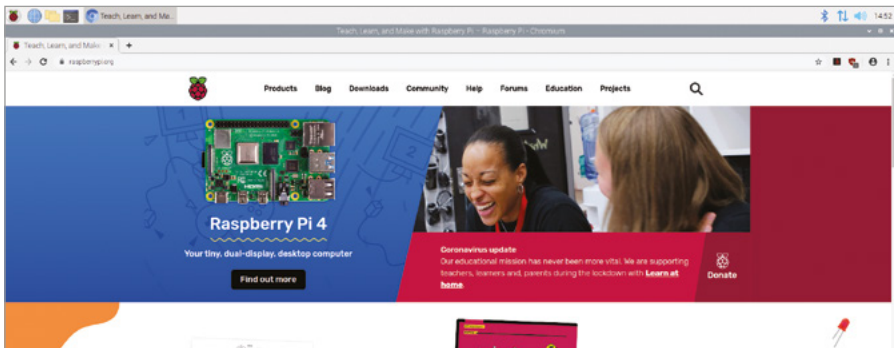 Teach, Learn, and Ma...
14:52
Teach, Learn, and Make with Raspberry Pi - Raspberry Pi - Chromium
Teach, Learn, and Make
raspberrypi.org
Products Blog Downloads Community Help Forums Education Projects
HDMI
Raspberry Pi 4
Your tiny, dual-display, desktop computer
Find out more
Coronavirus update
Our educational mission has never been more vital. We are supporting
teachers, learners and, parents during the lockdown with Learn at
home.
Donate